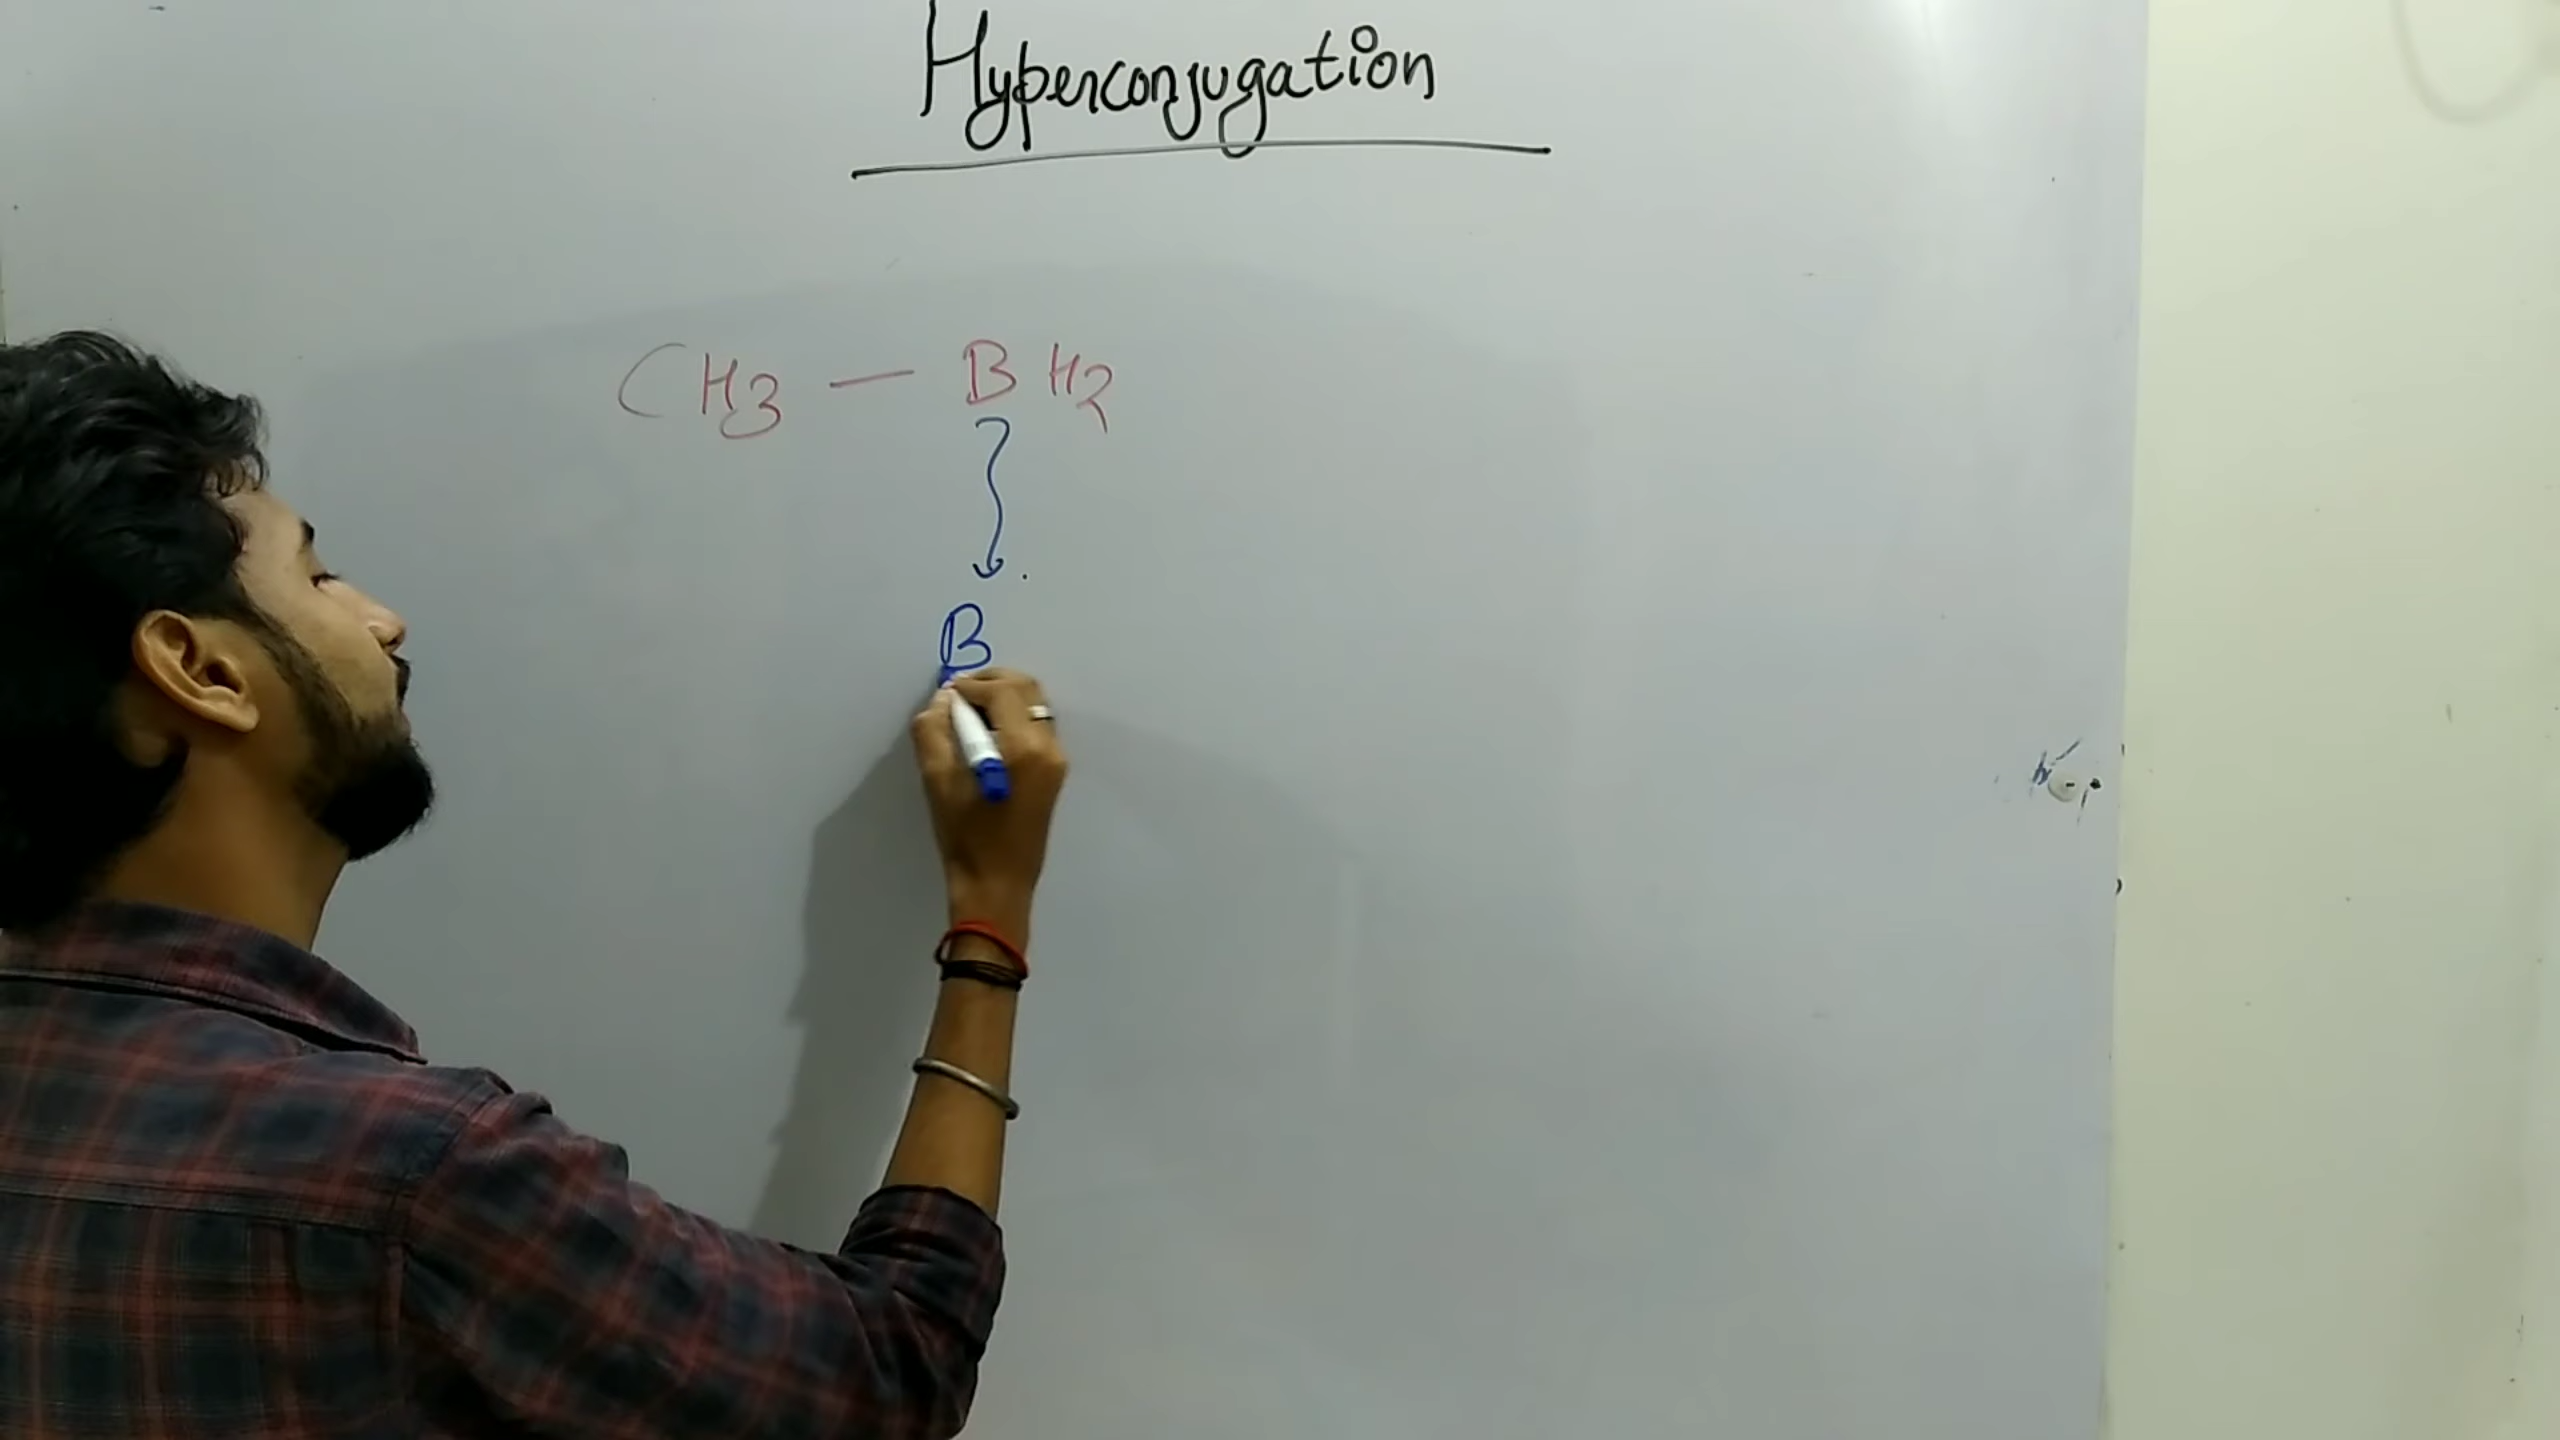 Hyperconjugation
CH3 — BH2
B